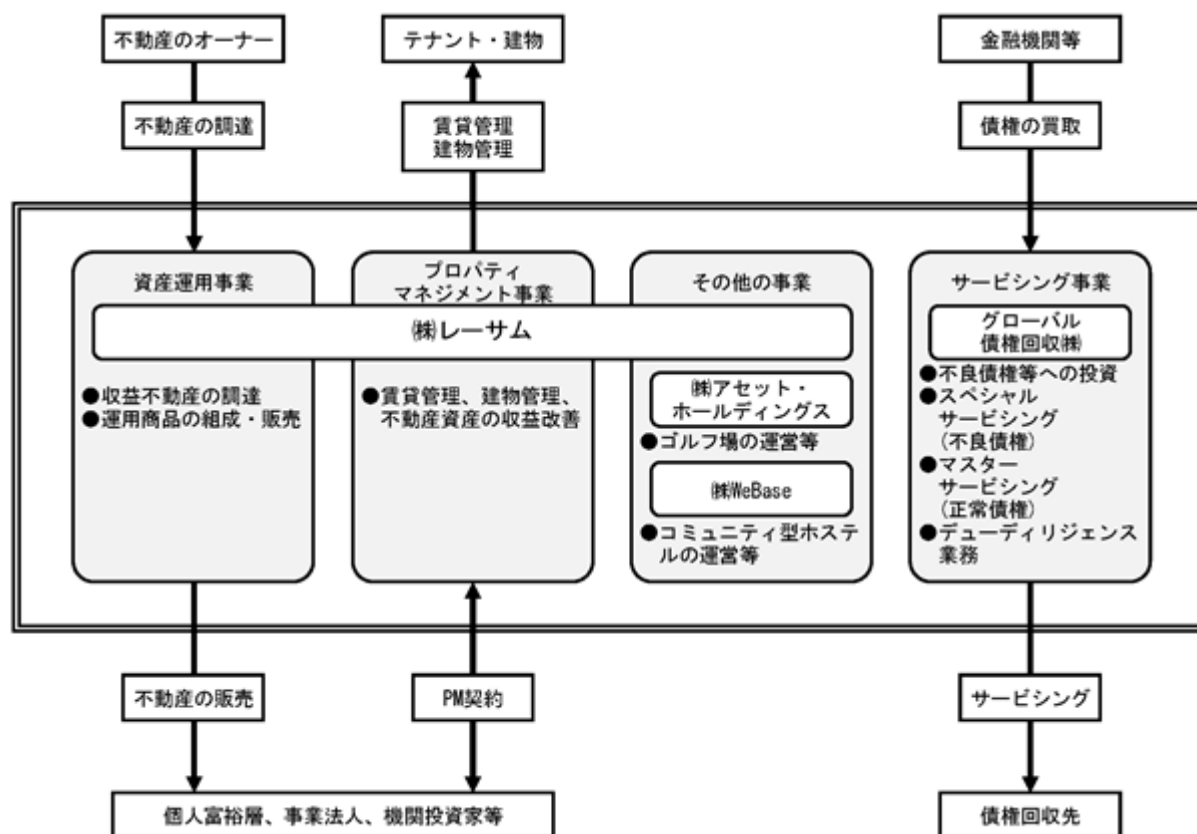 不動産のオーナー
テナント・建物
金融機関等
不動産の調達
賃貸管理
建物管理
債権の買取
資産運用事業
プロパティ
マネジメント事業
その他の事業
サービシング事業
㈱レーサム
グローバル
債権回収㈱
●収益不動産の調達
●運用商品の組成・販売
●賃貸管理、建物管理、
不動産資産の収益改善
㈱アセット・
ホールディングス
●ゴルフ場の運営等
㈱WeBase
●コミュニティ型ホステ
ルの運営等
●不良債権等への投資
●スペシャル
サービシング
(不良債権)
●マスター
サービシング
(正常債権)
●デューディリジェンス
業務
不動産の販売
PM契約
サービシング
個人富裕層、事業法人、機関投資家等
債権回収先